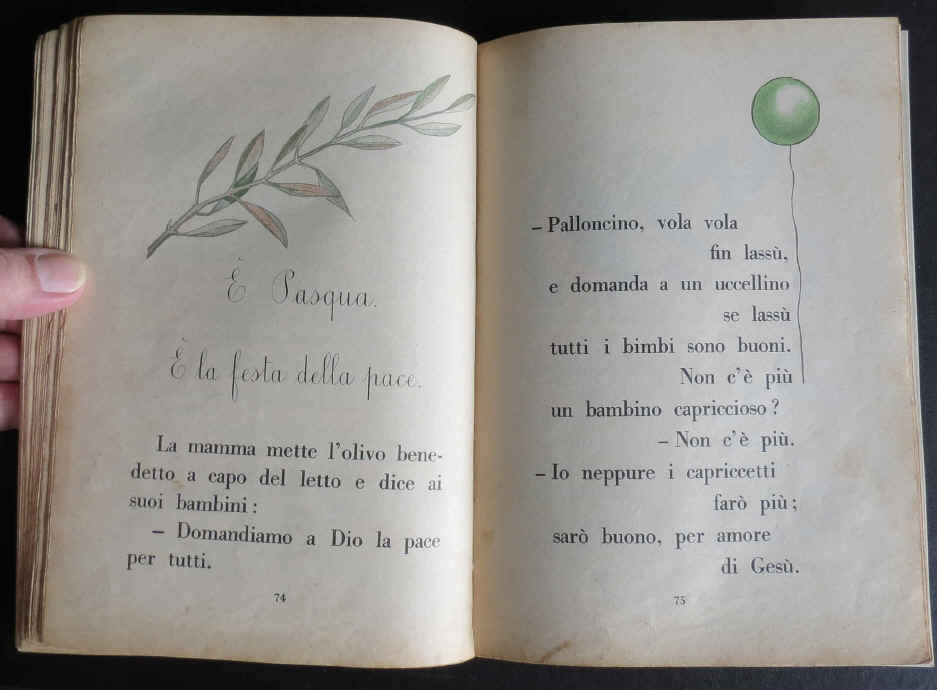 È Pasqua.
È la festa della pace.
La mamma mette l'olivo bene-
detto a capo del letto e dice ai
suoi bambini :
— Domandiamo a Dio la pace
per tutti.
74
— Palloncino, vola vola
fin lassù,
e domanda a un uccellino
se lassù
tutti i bimbi sono buoni.
Non c'è più
un bambino capriccioso ?
— Non c'è più.
— Io neppure i capriccetti
farò più ;
sarò buono, per amore
di Gesù.
75